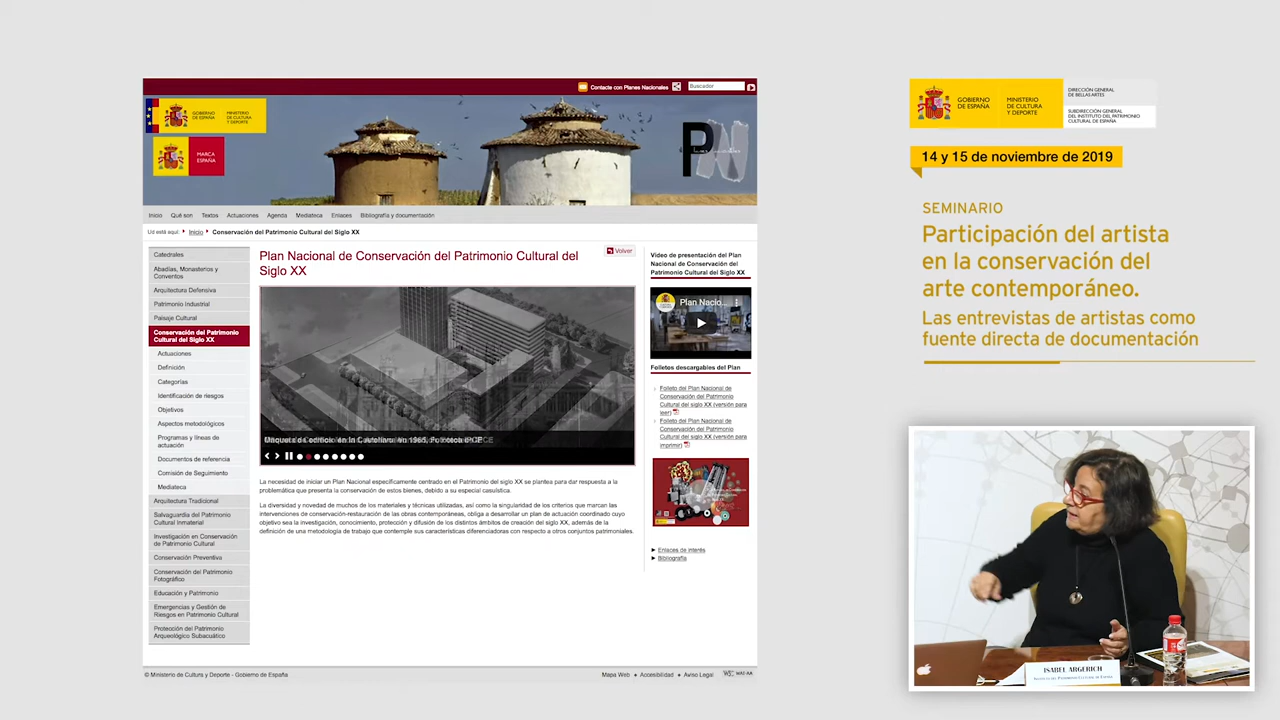 Contacte con Planes Nacionales
Buscador
GOBIERNO
DE ESPAÑA
MINISTERIO
DE CULTURA
Y DEPORTE
MARCA
ESPAÑA
PN
Inicio Qué son Textos Actuaciones Agenda Mediateca Enlaces Bibliografía y documentación
Ud está aquí: Inicio Conservación del Patrimonio Cultural del Siglo XX
Catedrales
Abadías, Monasterios y
Conventos
Arquitectura Defensiva
Patrimonio Industrial
Paisaje Cultural
Conservación del Patrimonio
Cultural del Siglo XX
Actuaciones
Definición
Categorías
Identificación de riesgos
Objetivos
Aspectos metodológicos
Programas y líneas de
actuación
Documentos de referencia
Comisión de Seguimiento
Mediateca
Arquitectura Tradicional
Salvaguardia del Patrimonio
Cultural Inmaterial
Investigación en Conservación
de Patrimonio Cultural
Conservación Preventiva
Conservación del Patrimonio
Fotográfico
Educación y Patrimonio
Emergencias y Gestión de
Riesgos en Patrimonio Cultural
Protección del Patrimonio
Arqueológico Subacuático
Plan Nacional de Conservación del Patrimonio Cultural del
Siglo XX
Volver
La necesidad de iniciar un Plan Nacional específicamente centrado en el Patrimonio del siglo XX se plantea para dar respuesta a la
problemática que presenta la conservación de estos bienes, debido a su especial casuística.
La diversidad y novedad de muchos de los materiales y técnicas utilizadas, así como la singularidad de los criterios que marcan las
intervenciones de conservación-restauración de las obras contemporáneas, obliga a desarrollar un plan de actuación coordinado cuyo
objetivo sea la investigación, conocimiento, protección y difusión de los distintos ámbitos de creación del siglo XX, además de la
definición de una metodología de trabajo que contemple sus características diferenciadoras con respecto a otros conjuntos patrimoniales.
Video de presentación del Plan
Nacional de Conservación del
Patrimonio Cultural del Siglo XX
Plan Nacio...
Folletos descargables del Plan
Folleto del Plan Nacional de
Conservación del Patrimonio
Cultural del siglo XX (versión para
leer)
Folleto del Plan Nacional de
Conservación del Patrimonio
Cultural del siglo XX (versión para
imprimir)
Enlaces de interés
Bibliografía
© Ministerio de Cultura y Deporte - Gobierno de España
Mapa Web Accesibilidad Aviso Legal W3C WAI-AA
GOBIERNO
DE ESPAÑA
MINISTERIO
DE CULTURA
Y DEPORTE
DIRECCIÓN GENERAL
DE BELLAS ARTES
SUBDIRECCIÓN GENERAL
DEL INSTITUTO DEL PATRIMONIO
CULTURAL DE ESPAÑA
14 y 15 de noviembre de 2019
SEMINARIO
Participación del artista
en la conservación del
arte contemporáneo.
Las entrevistas de artistas como
fuente directa de documentación
ISABEL ARGERICH
INSTITUTO DEL PATRIMONIO CULTURAL DE ESPAÑA